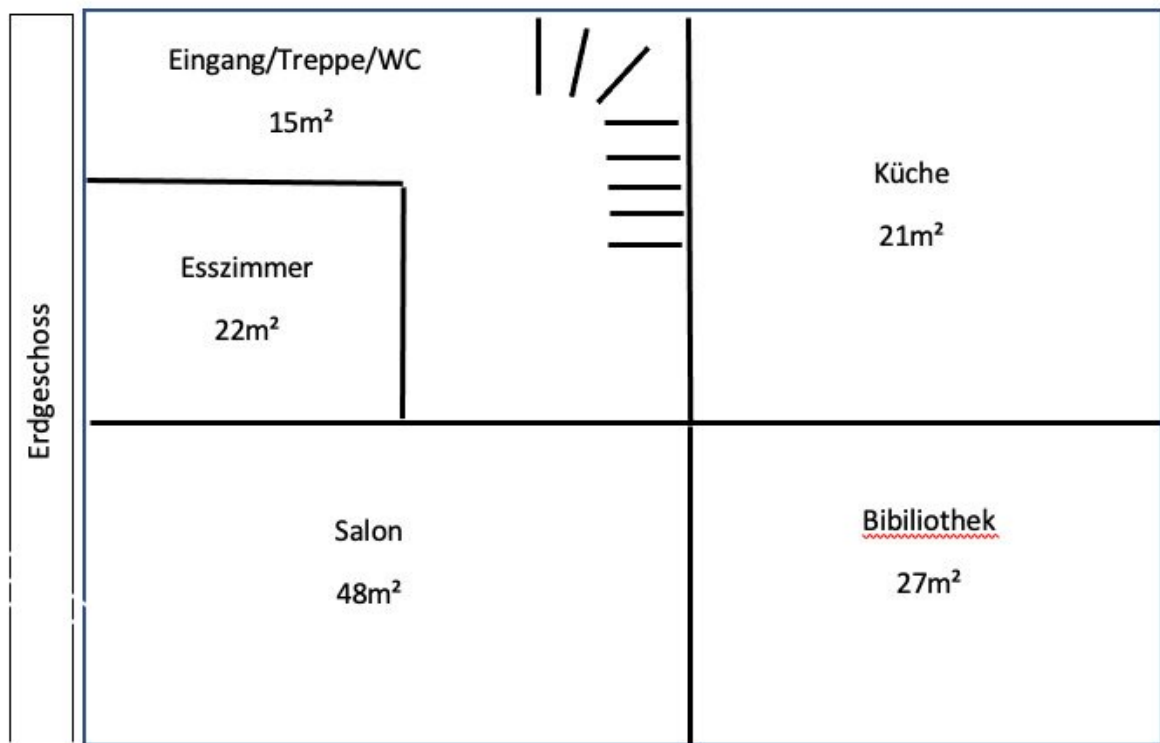 Erdgeschoss
Eingang/Treppe/WC
15m²
Küche
21m²
Esszimmer
22m²
Salon
48m²
Bibiliothek
27m²